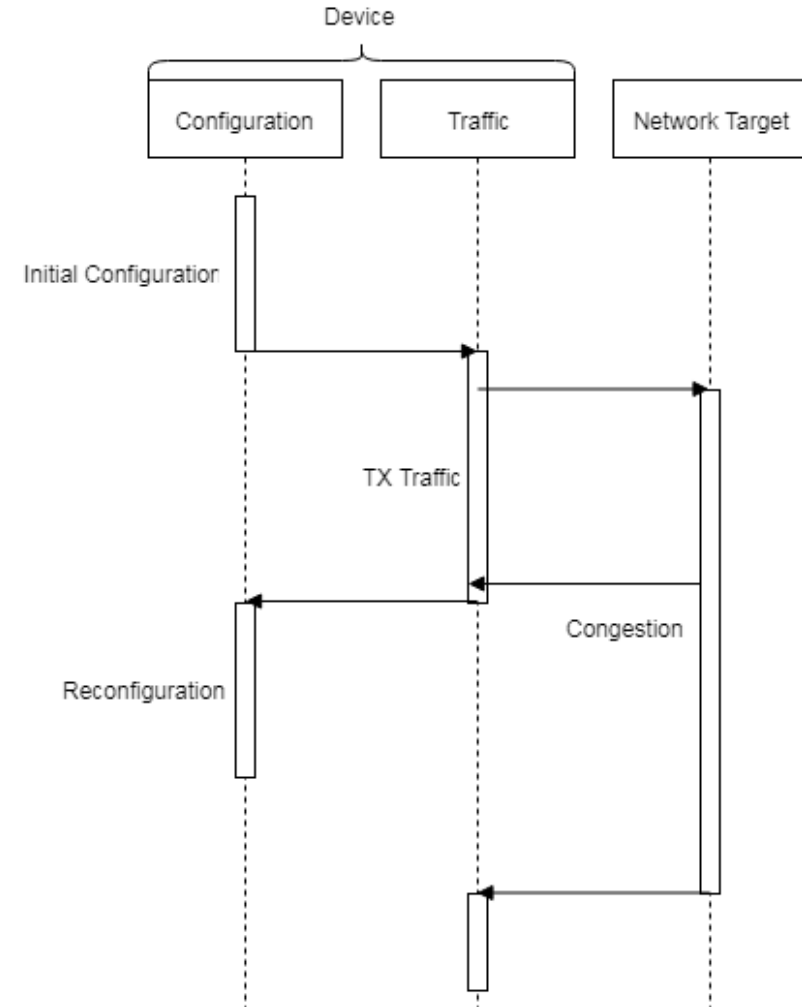 Device
Configuration
Traffic
Network Target
Initial Configuration
TX Traffic
Congestion
Reconfiguration